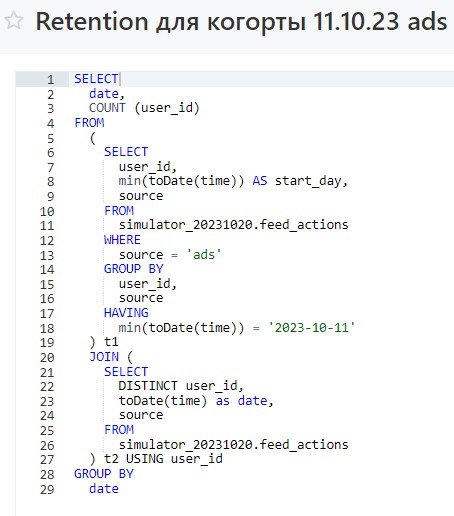 Retention для когорты 11.10.23 ads
1 SELECT
2 date,
3 COUNT (user_id)
4 FROM
5 (
6 SELECT
7 user_id,
8 min(toDate(time)) AS start_day,
9 source
10 FROM
11 simulator_20231020.feed_actions
12 WHERE
13 source = 'ads'
14 GROUP BY
15 user_id,
16 source
17 HAVING
18 min(toDate(time)) = '2023-10-11'
19 ) t1
20 JOIN (
21 SELECT
22 DISTINCT user_id,
23 toDate(time) as date,
24 source
25 FROM
26 simulator_20231020.feed_actions
27 ) t2 USING user_id
28 GROUP BY
29 date